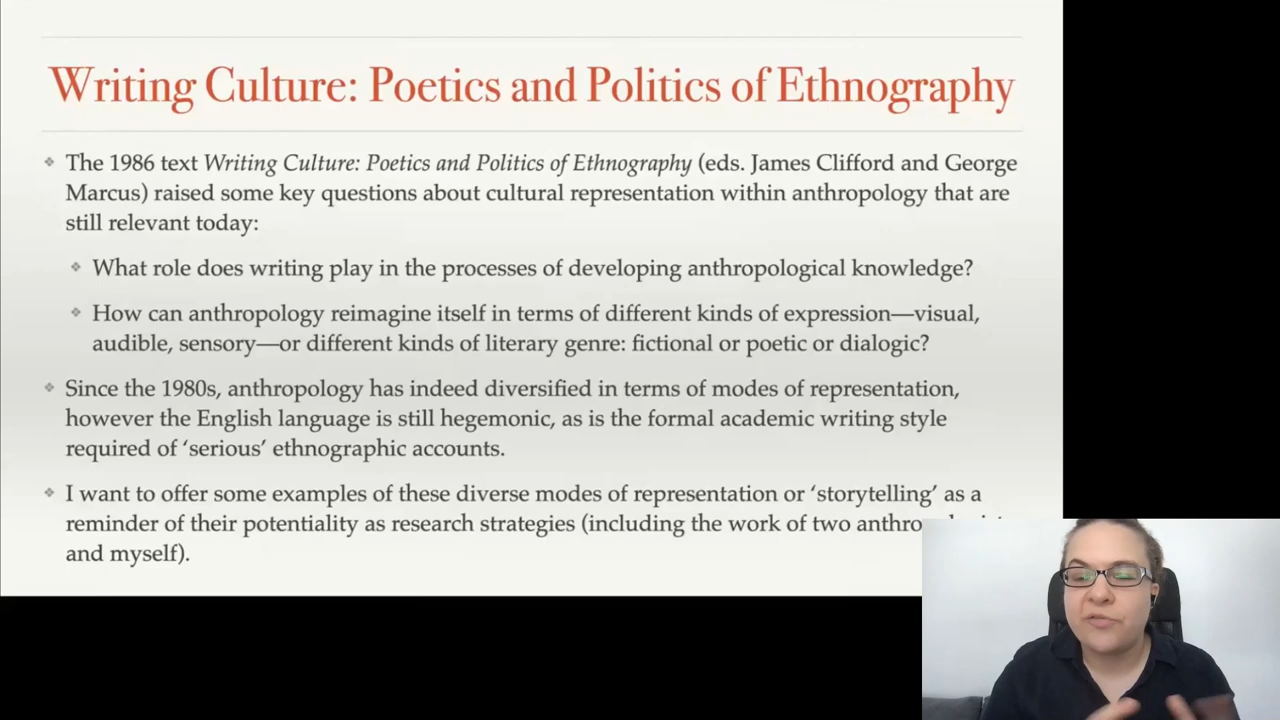 Writing Culture: Poetics and Politics of Ethnography
The 1986 text Writing Culture: Poetics and Politics of Ethnography (eds. James Clifford and George
Marcus) raised some key questions about cultural representation within anthropology that are
still relevant today:
What role does writing play in the processes of developing anthropological knowledge?
How can anthropology reimagine itself in terms of different kinds of expression—visual,
audible, sensory—or different kinds of literary genre: fictional or poetic or dialogic?
Since the 1980s, anthropology has indeed diversified in terms of modes of representation,
however the English language is still hegemonic, as is the formal academic writing style
required of ‘serious’ ethnographic accounts.
I want to offer some examples of these diverse modes of representation or ‘storytelling’ as a
reminder of their potentiality as research strategies (including the work of two
and myself).